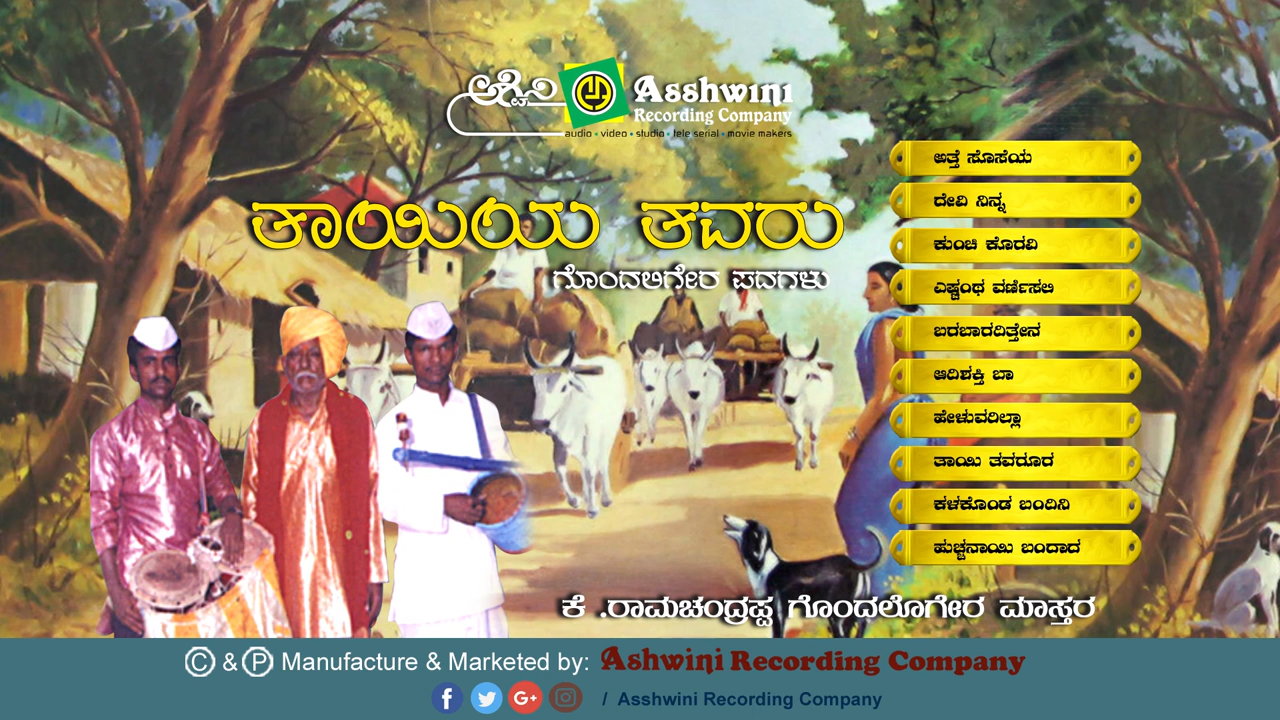 ಅಶ್ವಿನಿ Asshwini
Recording Company
audio • video • studio • tele serial • movie makers
ತಾಯಿಯ ತವರು
ಗೊಂದಲಿಗೇರ ಪದಗಳು
ಅತ್ತೆ ಸೊಸೆಯ
ದೇವಿ ನಿನ್ನ
ಕುಂಚಿ ಕೊರವಿ
ಎಷ್ಟಂಥ ವರ್ಣಿಸಲಿ
ಬರಬಾರದಿತ್ತೇನ
ಆದಿಶಕ್ತಿ ಬಾ
ಹೇಳುವರಿಲ್ಲಾ
ತಾಯಿ ತವರೂರ
ಕಳಕೊಂಡ ಬಂದಿನಿ
ಹುಚ್ಚನಾಯಿ ಬಂದಾದ
ಕೆ .ರಾಮಚಂದ್ರಪ್ಪ ಗೊಂದಲೊಗೇರ ಮಾಸ್ತರ
© & ℗ Manufacture & Marketed by: Ashwini Recording Company
/ Asshwini Recording Company